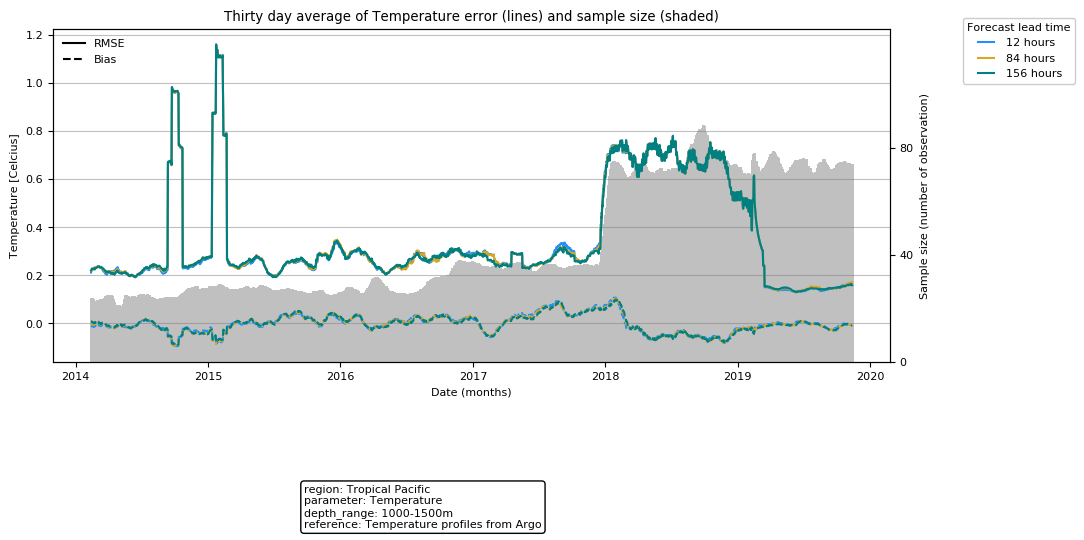 Thirty day average of Temperature error (lines) and sample size (shaded)
RMSE
Bias
Forecast lead time
12 hours
84 hours
156 hours
1.2
1.0
0.8
0.6
0.4
0.2
0.0
Temperature [Celcius]
80
40
0
Sample size (number of observation)
2014 2015 2016 2017 2018 2019 2020
Date (months)
region: Tropical Pacific
parameter: Temperature
depth_range: 1000-1500m
reference: Temperature profiles from Argo